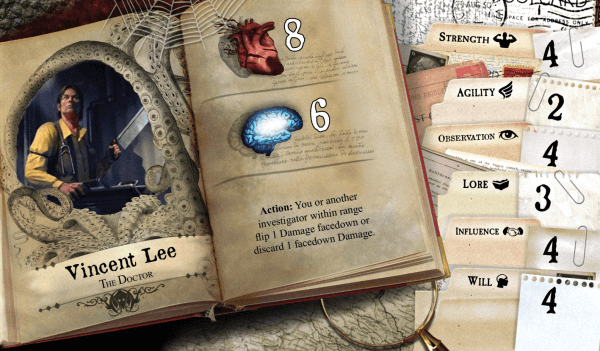 8
6
Action: You or another
investigator within range
flip 1 Damage facedown or
discard 1 facedown Damage.
Vincent Lee
The Doctor
Strength 4
Agility 2
Observation 4
Lore 3
Influence 4
Will 4